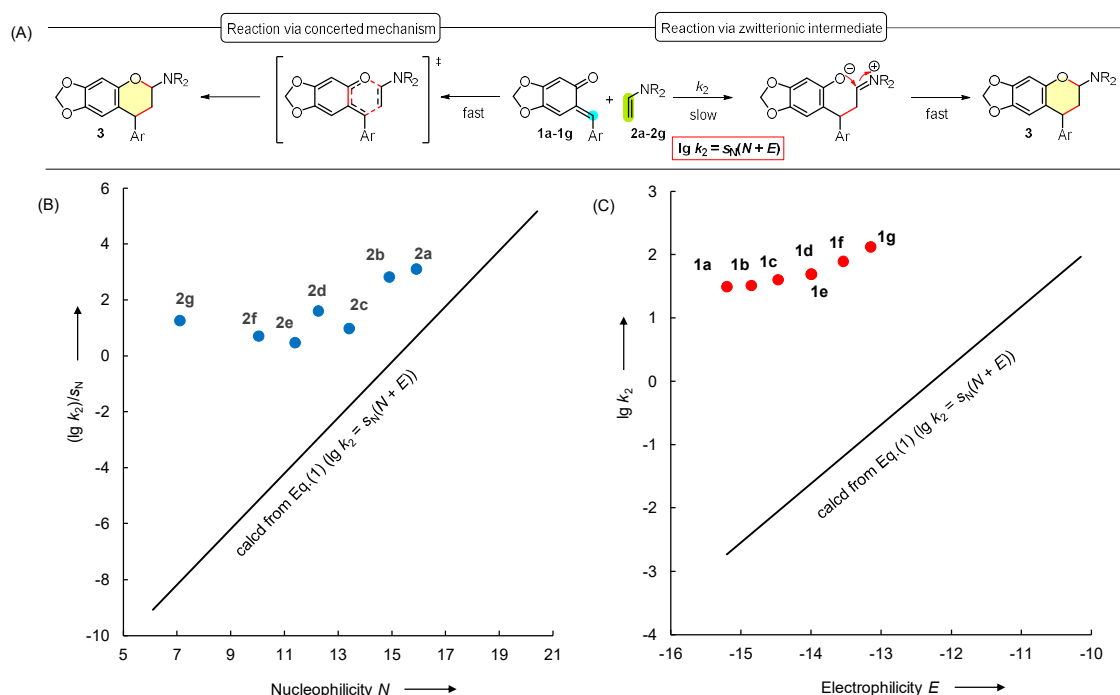 (A)
Reaction via concerted mechanism
Reaction via zwitterionic intermediate
O
O
O
NR2
Ar
3
fast
O
O
O
NR2
Ar
‡
O
O
O
Ar
1a-1g
+
NR2
2a-2g
k2
slow
lg k2 = sN(N + E)
O
O
O
⊖
⊕
NR2
Ar
fast
O
O
O
NR2
Ar
3
(B)
6
4
2
0
-2
-4
-6
-8
-10
5
7
9
11
13
15
17
19
21
(lg k2)/sN
Nucleophilicity N
2g
2f
2e
2d
2c
2b
2a
calcd from Eq.(1) (lg k2 = sN(N + E))
(C)
3
2
1
0
-1
-2
-3
-4
-16
-15
-14
-13
-12
-11
-10
lg k2
Electrophilicity E
1a
1b
1c
1d
1e
1f
1g
calcd from Eq.(1) (lg k2 = sN(N + E))